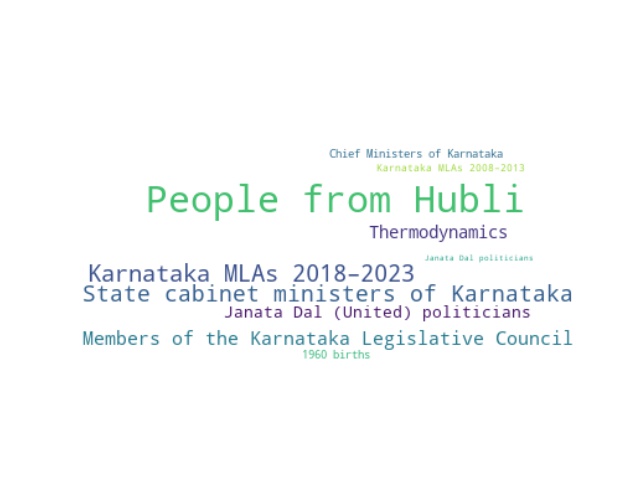 Chief Ministers of Karnataka
Karnataka MLAs 2008–2013
People from Hubli
Thermodynamics
Janata Dal politicians
Karnataka MLAs 2018–2023
State cabinet ministers of Karnataka
Janata Dal (United) politicians
Members of the Karnataka Legislative Council
1960 births